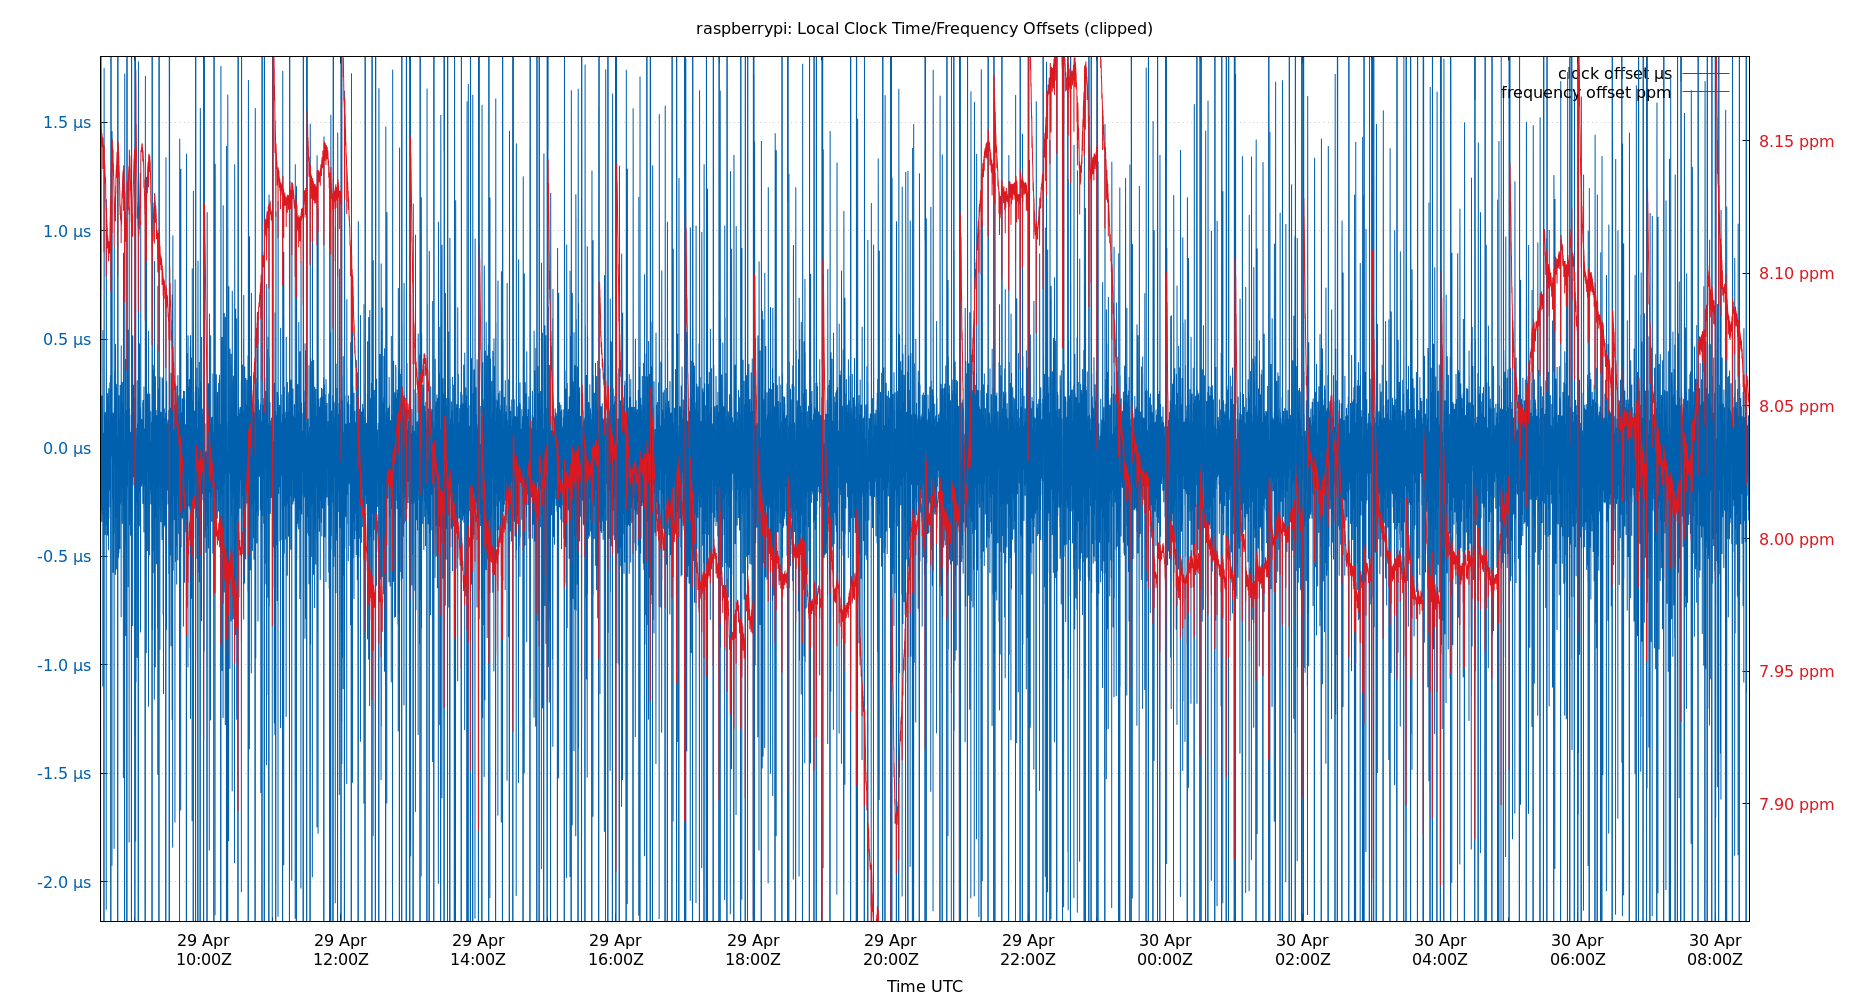 raspberrypi: Local Clock Time/Frequency Offsets (clipped)
clock offset µs
frequency offset ppm
1.5 µs
1.0 µs
0.5 µs
0.0 µs
-0.5 µs
-1.0 µs
-1.5 µs
-2.0 µs
8.15 ppm
8.10 ppm
8.05 ppm
8.00 ppm
7.95 ppm
7.90 ppm
29 Apr 29 Apr 29 Apr 29 Apr 29 Apr 29 Apr 29 Apr 30 Apr 30 Apr 30 Apr 30 Apr 30 Apr
10:00Z 12:00Z 14:00Z 16:00Z 18:00Z 20:00Z 22:00Z 00:00Z 02:00Z 04:00Z 06:00Z 08:00Z
Time UTC